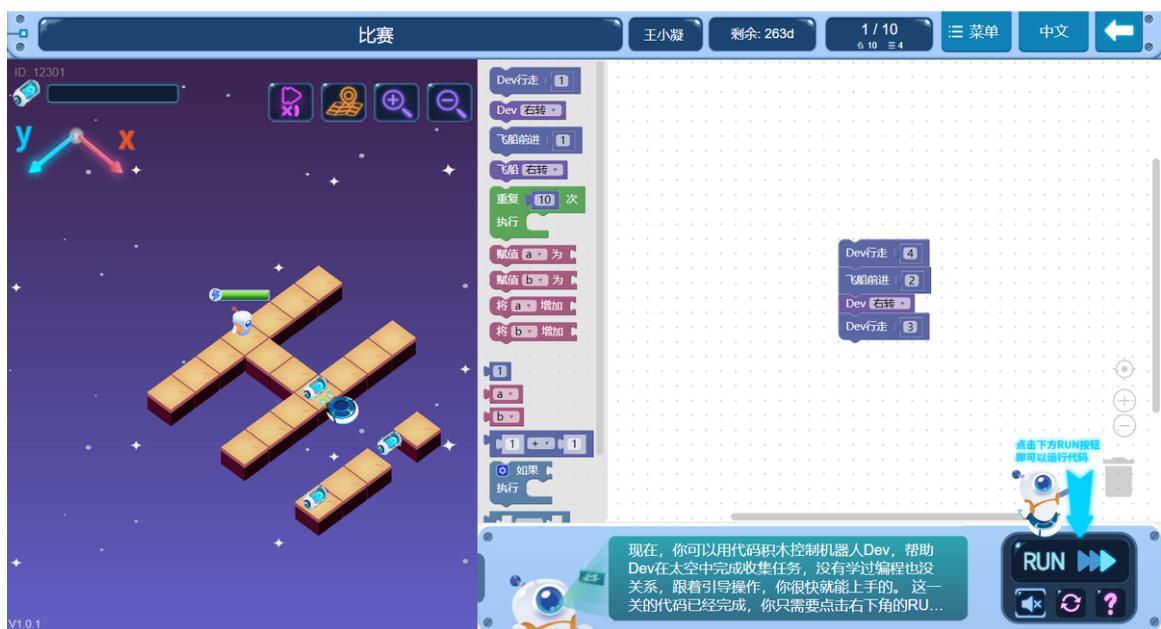 比赛
王小凝
剩余: 263d
1 / 10
10 4
菜单
中文
ID: 12301
X1
y
x
Dev行走 1
Dev 右转
飞船前进 1
飞船 右转
重复 10 次
执行
赋值 a 为
赋值 b 为
将 a 增加
将 b 增加
1
a
b
1 + 1
如果
执行
Dev行走 4
飞船前进 2
Dev 右转
Dev行走 3
点击下方RUN按钮
即可以运行代码
现在，你可以用代码积木控制机器人Dev，帮助
Dev在太空中完成收集任务，没有学过编程也没
关系，跟着引导操作，你很快就能上手的。 这一
关的代码已经完成，你只需要点击右下角的RU...
RUN
?
V1.0.1